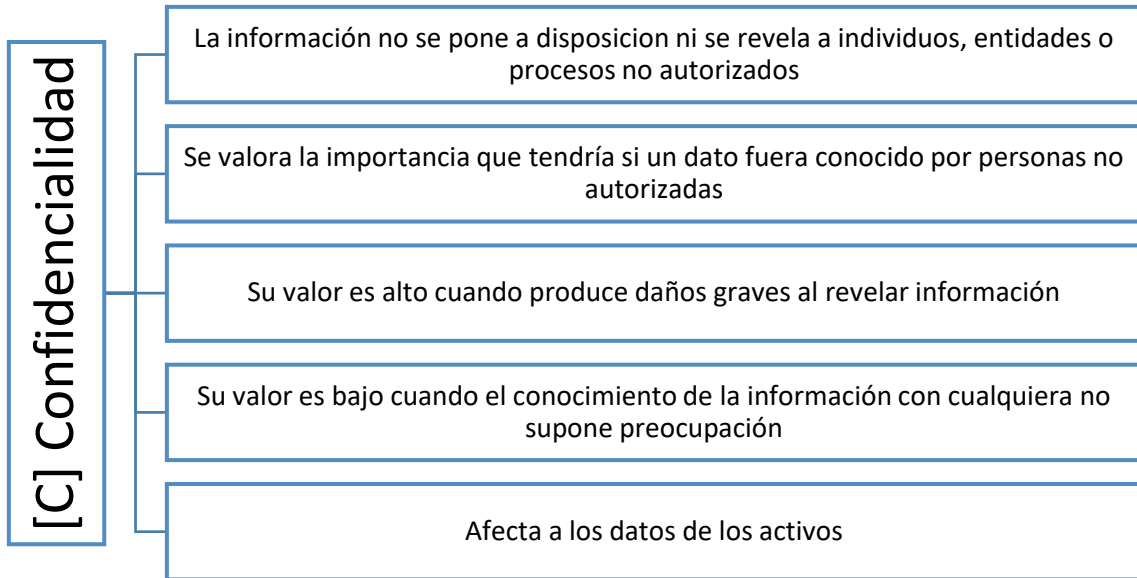 [C] Confidencialidad
La información no se pone a disposicion ni se revela a individuos, entidades o
procesos no autorizados
Se valora la importancia que tendría si un dato fuera conocido por personas no
autorizadas
Su valor es alto cuando produce daños graves al revelar información
Su valor es bajo cuando el conocimiento de la información con cualquiera no
supone preocupación
Afecta a los datos de los activos